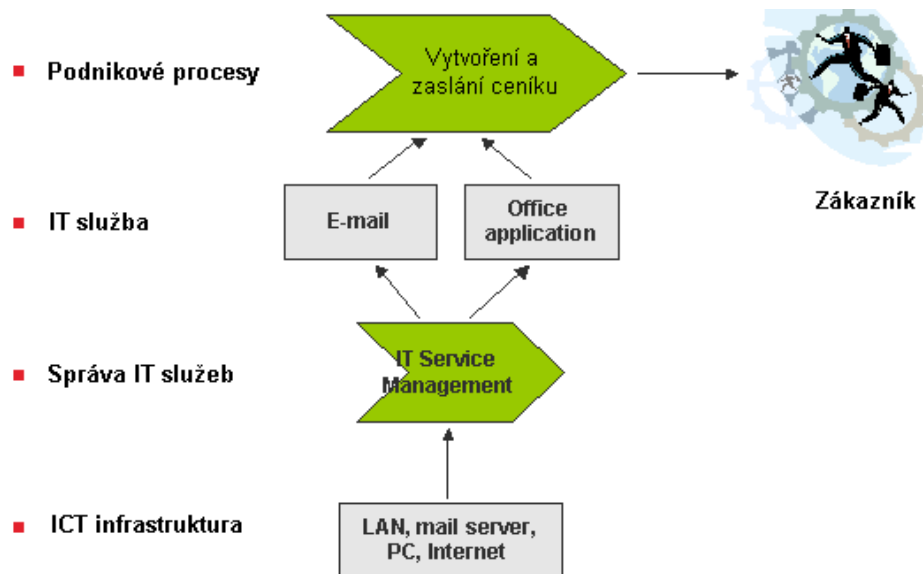 Podnikové procesy
Vytvoření a
zaslání ceníku
Zákazník
IT služba
E-mail
Office
application
Správa IT služeb
IT Service
Management
ICT infrastruktura
LAN, mail server,
PC, Internet